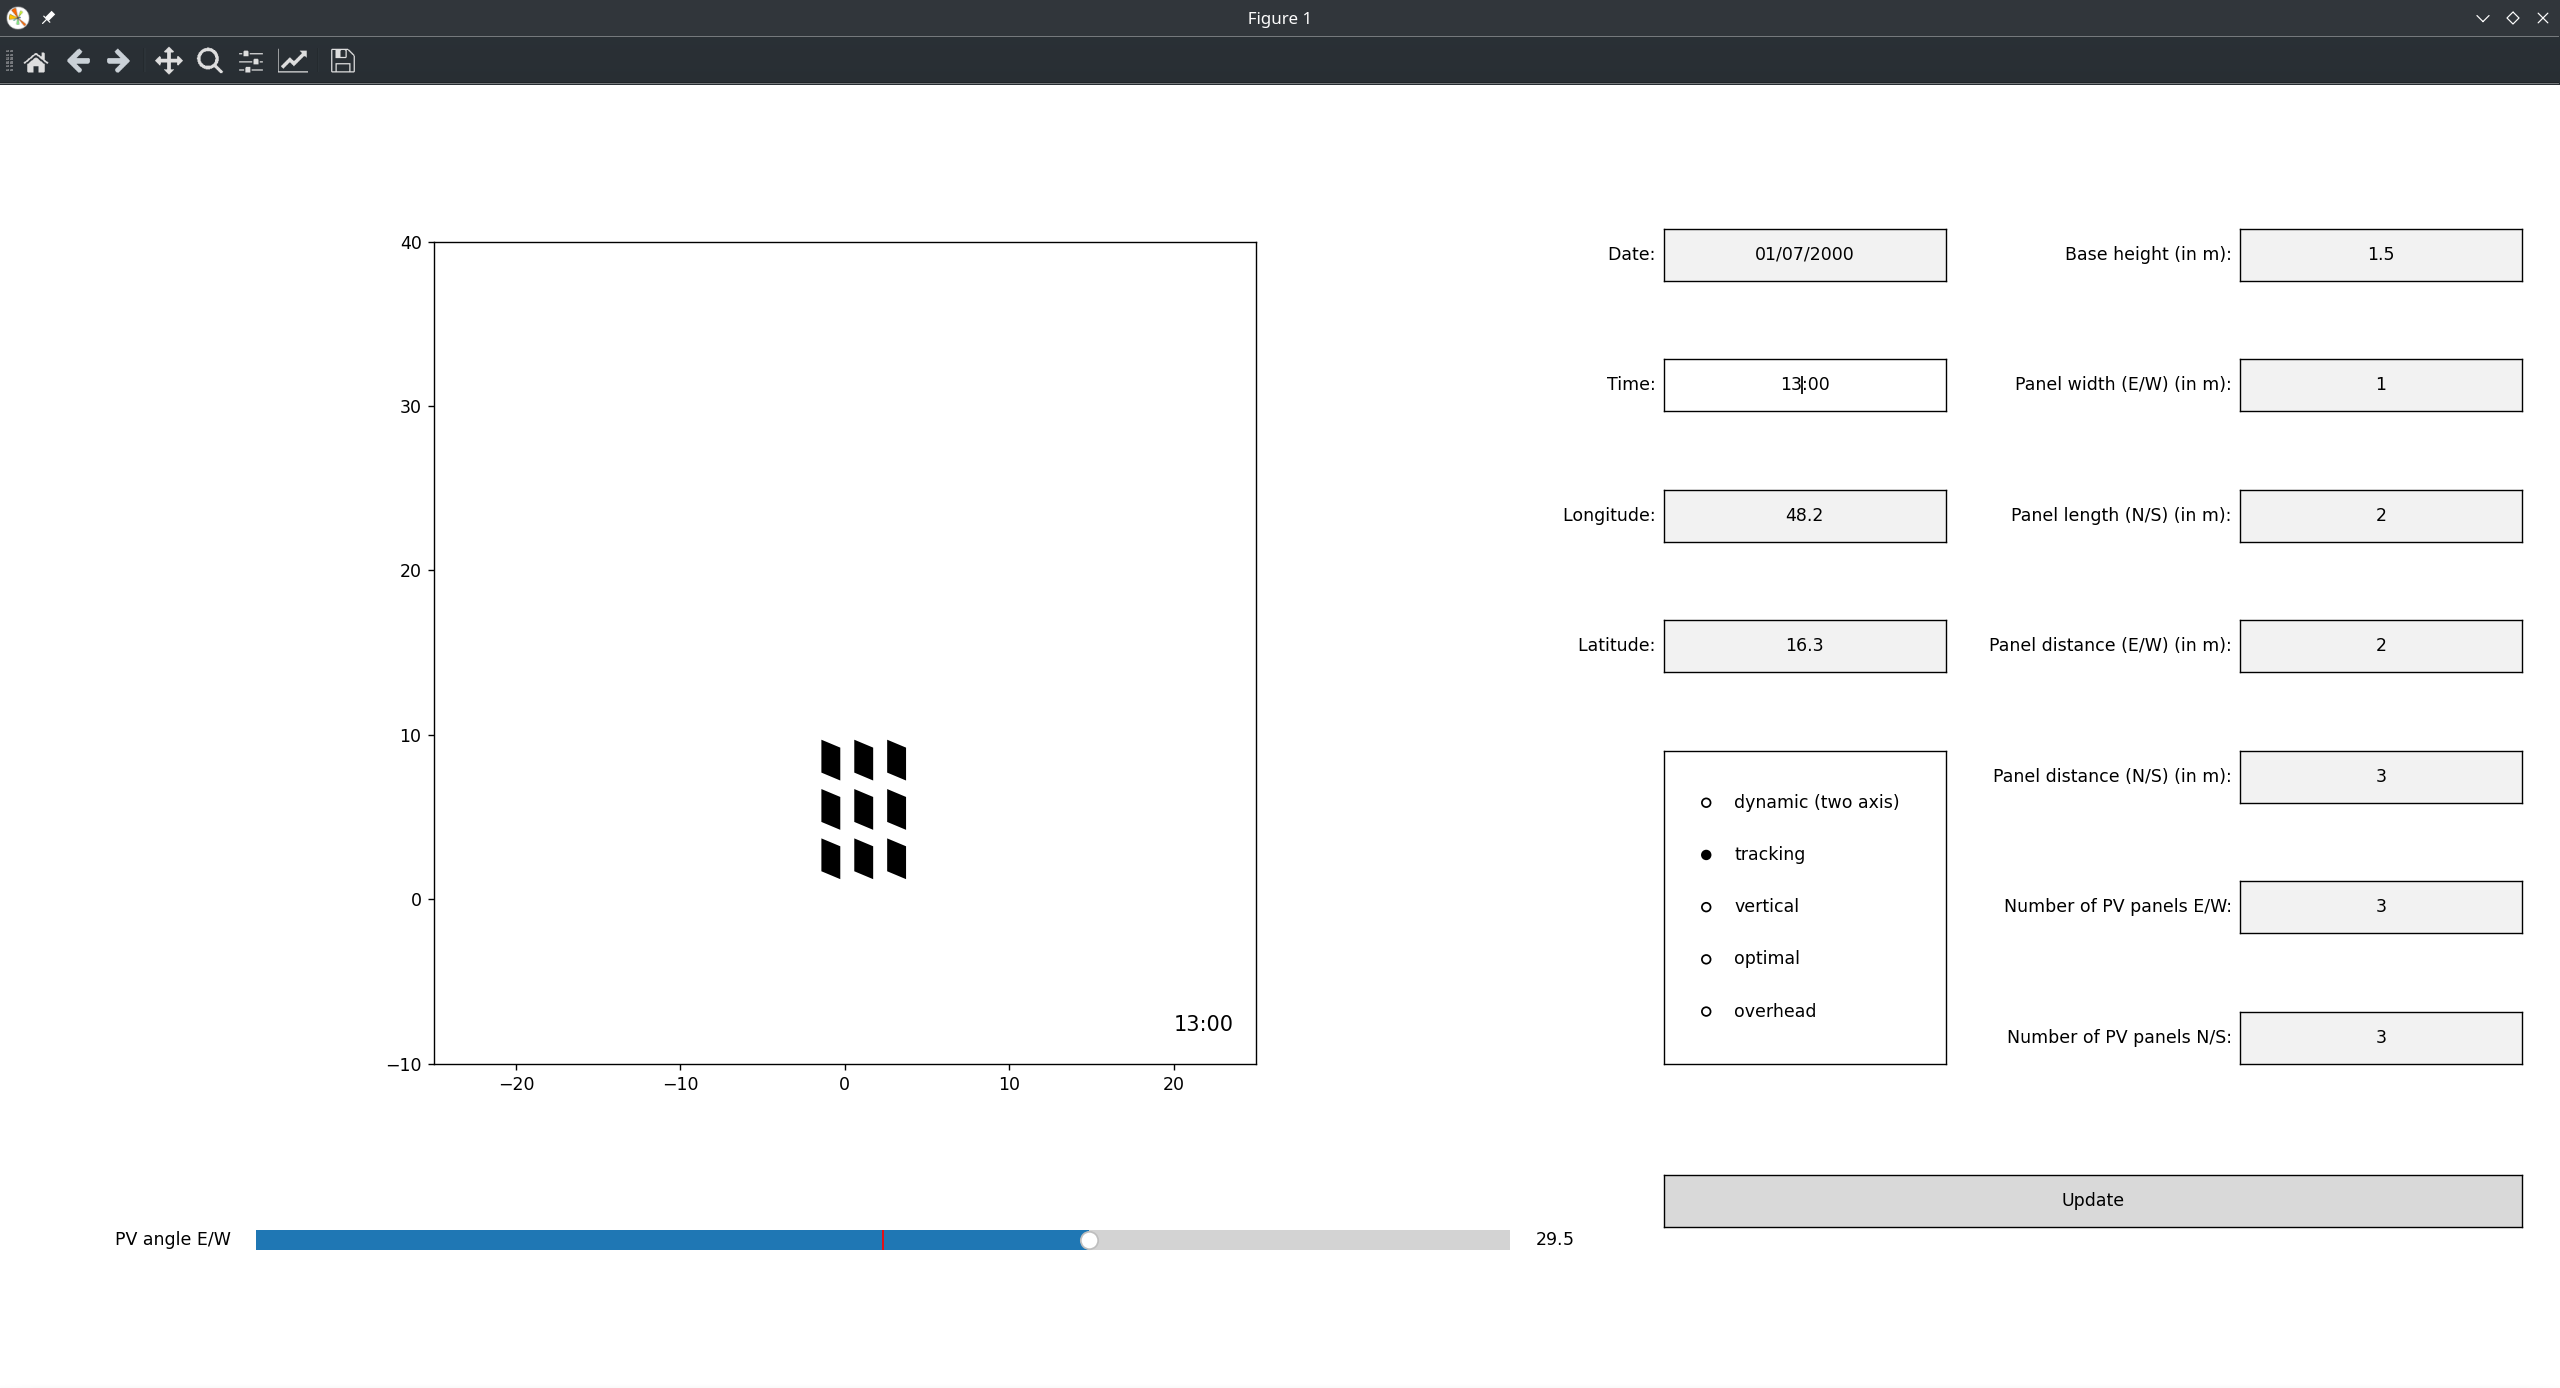 Figure 1
40
30
20
10
0
−10
−20
−10
0
10
20
13:00
PV angle E/W
29.5
Date:
01/07/2000
Time:
13:00
Longitude:
48.2
Latitude:
16.3
dynamic (two axis)
tracking
vertical
optimal
overhead
Base height (in m):
1.5
Panel width (E/W) (in m):
1
Panel length (N/S) (in m):
2
Panel distance (E/W) (in m):
2
Panel distance (N/S) (in m):
3
Number of PV panels E/W:
3
Number of PV panels N/S:
3
Update